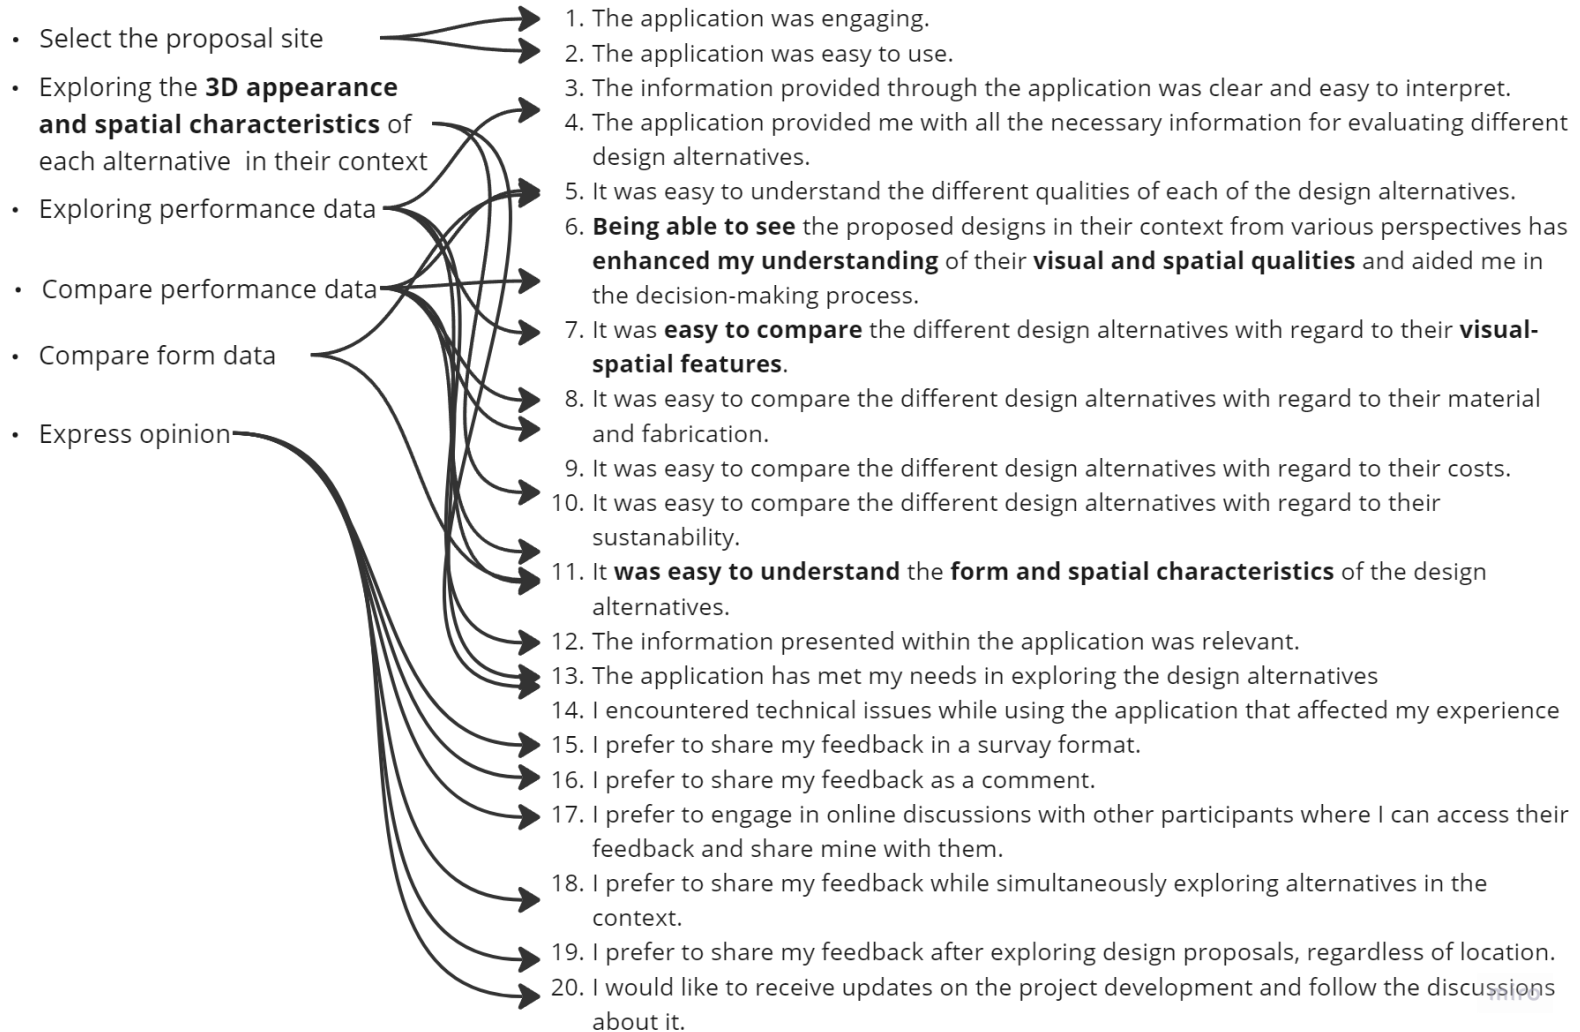 • Select the proposal site
• Exploring the 3D appearance
and spatial characteristics of
each alternative in their context
• Exploring performance data
• Compare performance data
• Compare form data
• Express opinion
1. The application was engaging.
2. The application was easy to use.
3. The information provided through the application was clear and easy to interpret.
4. The application provided me with all the necessary information for evaluating different
design alternatives.
5. It was easy to understand the different qualities of each of the design alternatives.
6. Being able to see the proposed designs in their context from various perspectives has
enhanced my understanding of their visual and spatial qualities and aided me in
the decision-making process.
7. It was easy to compare the different design alternatives with regard to their visual-
spatial features.
8. It was easy to compare the different design alternatives with regard to their material
and fabrication.
9. It was easy to compare the different design alternatives with regard to their costs.
10. It was easy to compare the different design alternatives with regard to their
sustanability.
11. It was easy to understand the form and spatial characteristics of the design
alternatives.
12. The information presented within the application was relevant.
13. The application has met my needs in exploring the design alternatives
14. I encountered technical issues while using the application that affected my experience
15. I prefer to share my feedback in a survay format.
16. I prefer to share my feedback as a comment.
17. I prefer to engage in online discussions with other participants where I can access their
feedback and share mine with them.
18. I prefer to share my feedback while simultaneously exploring alternatives in the
context.
19. I prefer to share my feedback after exploring design proposals, regardless of location.
20. I would like to receive updates on the project development and follow the discussions
about it.
miro